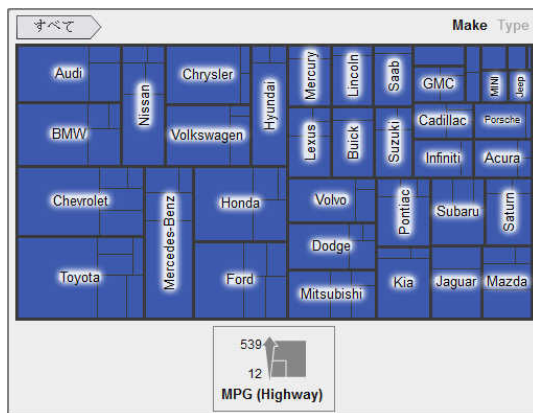 すべて
Make Type
Audi
Nissan
Chrysler
Hyundai
Mercury
Lincoln
Saab
GMC
MINI
Jeep
BMW
Volkswagen
Lexus
Buick
Suzuki
Cadillac
Porsche
Infiniti
Acura
Chevrolet
Mercedes-Benz
Honda
Volvo
Pontiac
Subaru
Saturn
Toyota
Ford
Dodge
Mitsubishi
Kia
Jaguar
Mazda
539
12
MPG (Highway)